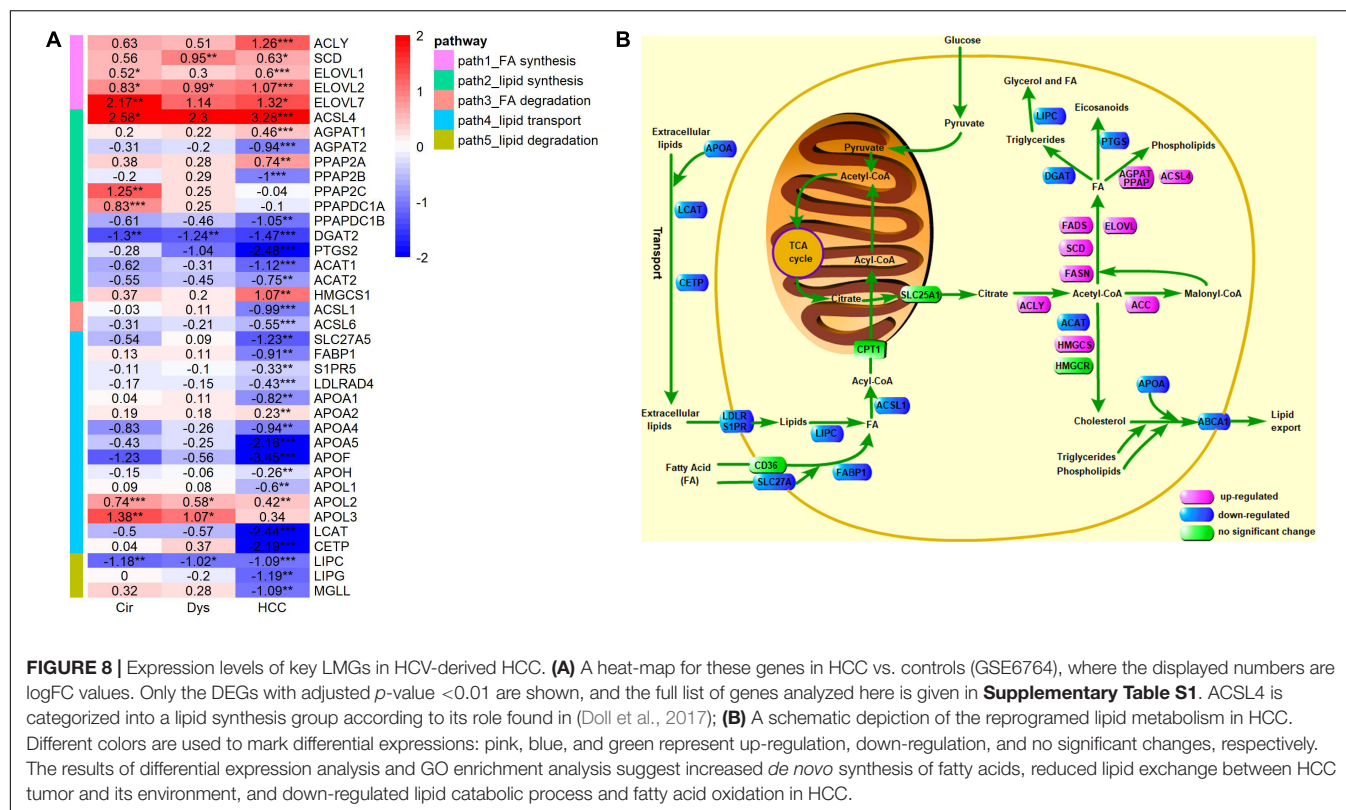 A
0.63 0.51 1.26*** ACLY
0.56 0.95** 0.63* SCD
0.52* 0.3 0.6*** ELOVL1
0.83* 0.99* 1.07*** ELOVL2
2.17** 1.14 1.32* ELOVL7
2.58* 2.3 3.28*** ACSL4
0.2 0.22 0.46*** AGPAT1
-0.31 -0.2 -0.94*** AGPAT2
0.38 0.28 0.74** PPAP2A
-0.2 0.29 -1*** PPAP2B
1.25** 0.25 -0.04 PPAP2C
0.83*** 0.25 -0.1 PPAPDC1A
-0.61 -0.46 -1.05** PPAPDC1B
-1.3** -1.24** -1.47*** DGAT2
-0.28 -1.04 -2.48*** PTGS2
-0.62 -0.31 -1.12*** ACAT1
-0.55 -0.45 -0.75** ACAT2
0.37 0.2 1.07** HMGCS1
-0.03 0.11 -0.99*** ACSL1
-0.31 -0.21 -0.55*** ACSL6
-0.54 0.09 -1.23** SLC27A5
0.13 0.11 -0.91** FABP1
-0.11 -0.1 -0.33** S1PR5
-0.17 -0.15 -0.43*** LDLRAD4
0.04 0.11 -0.82** APOA1
0.19 0.18 0.23** APOA2
-0.83 -0.26 -0.94** APOA4
-0.43 -0.25 -2.16*** APOA5
-1.23 -0.56 -3.45*** APOF
-0.15 -0.06 -0.26** APOH
0.09 0.08 -0.6** APOL1
0.74*** 0.58* 0.42** APOL2
1.38** 1.07* 0.34 APOL3
-0.5 -0.57 -2.44*** LCAT
0.04 0.37 -2.19*** CETP
-1.18** -1.02* -1.09*** LIPC
0 -0.2 -1.19** LIPG
0.32 0.28 -1.09** MGLL
Cir Dys HCC
2
1
0
-1
-2
pathway
path1_FA synthesis
path2_lipid synthesis
path3_FA degradation
path4_lipid transport
path5_lipid degradation
B
Glucose
Pyruvate
Glycerol and FA
LIPC
Triglycerides
Eicosanoids
PTGS
Phospholipids
DGAT
FA
AGPAT
PPAP
ACSL4
Extracellular
lipids
APOA
LCAT
Transport
CETP
Pyruvate
Acetyl-CoA
TCA
cycle
Acyl-CoA
Citrate
SLC25A1
Citrate
ACLY
Acetyl-CoA
ACC
Malonyl-CoA
FADS
ELOVL
SCD
FASN
ACAT
HMGCS
HMGCR
CPT1
Acyl-CoA
ACSL1
Extracellular
lipids
LDLR
S1PR
Lipids
LIPC
FA
Fatty Acid
(FA)
CD36
SLC27A
FABP1
APOA
Cholesterol
ABCA1
Lipid
export
Triglycerides
Phospholipids
up-regulated
down-regulated
no significant change
FIGURE 8 | Expression levels of key LMGs in HCV-derived HCC. (A) A heat-map for these genes in HCC vs. controls (GSE6764), where the displayed numbers are
logFC values. Only the DEGs with adjusted p-value <0.01 are shown, and the full list of genes analyzed here is given in Supplementary Table S1. ACSL4 is
categorized into a lipid synthesis group according to its role found in (Doll et al., 2017); (B) A schematic depiction of the reprogramed lipid metabolism in HCC.
Different colors are used to mark differential expressions: pink, blue, and green represent up-regulation, down-regulation, and no significant changes, respectively.
The results of differential expression analysis and GO enrichment analysis suggest increased de novo synthesis of fatty acids, reduced lipid exchange between HCC
tumor and its environment, and down-regulated lipid catabolic process and fatty acid oxidation in HCC.